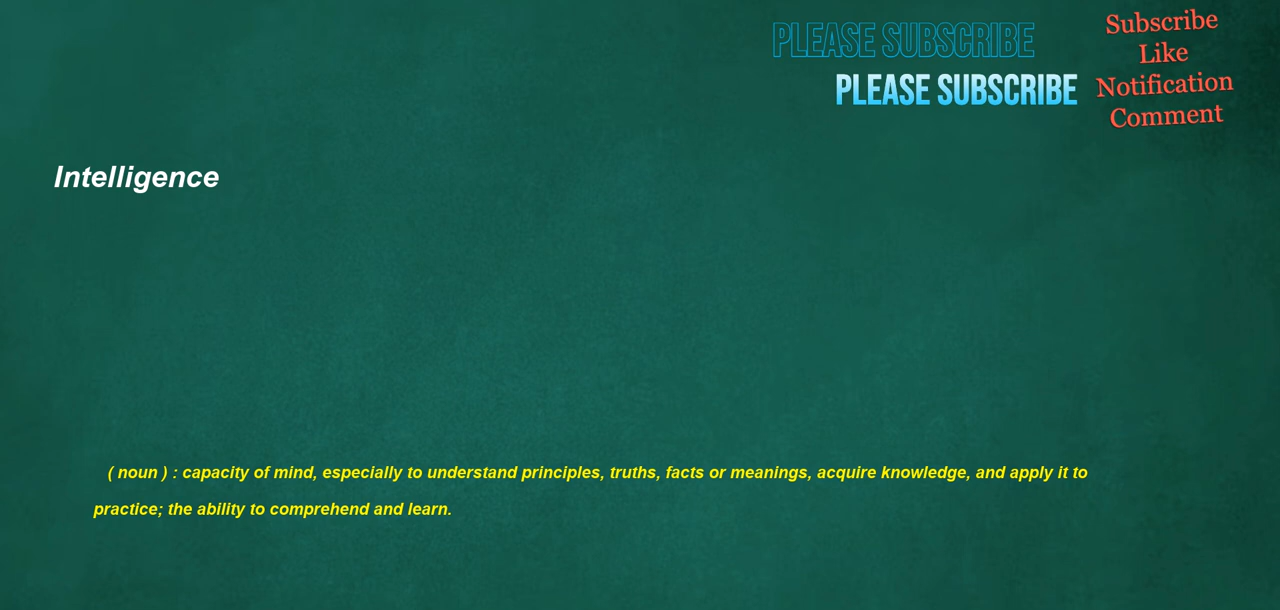 PLEASE SUBSCRIBE
PLEASE SUBSCRIBE
Subscribe
Like
Notification
Comment
Intelligence
( noun ) : capacity of mind, especially to understand principles, truths, facts or meanings, acquire knowledge, and apply it to
practice; the ability to comprehend and learn.